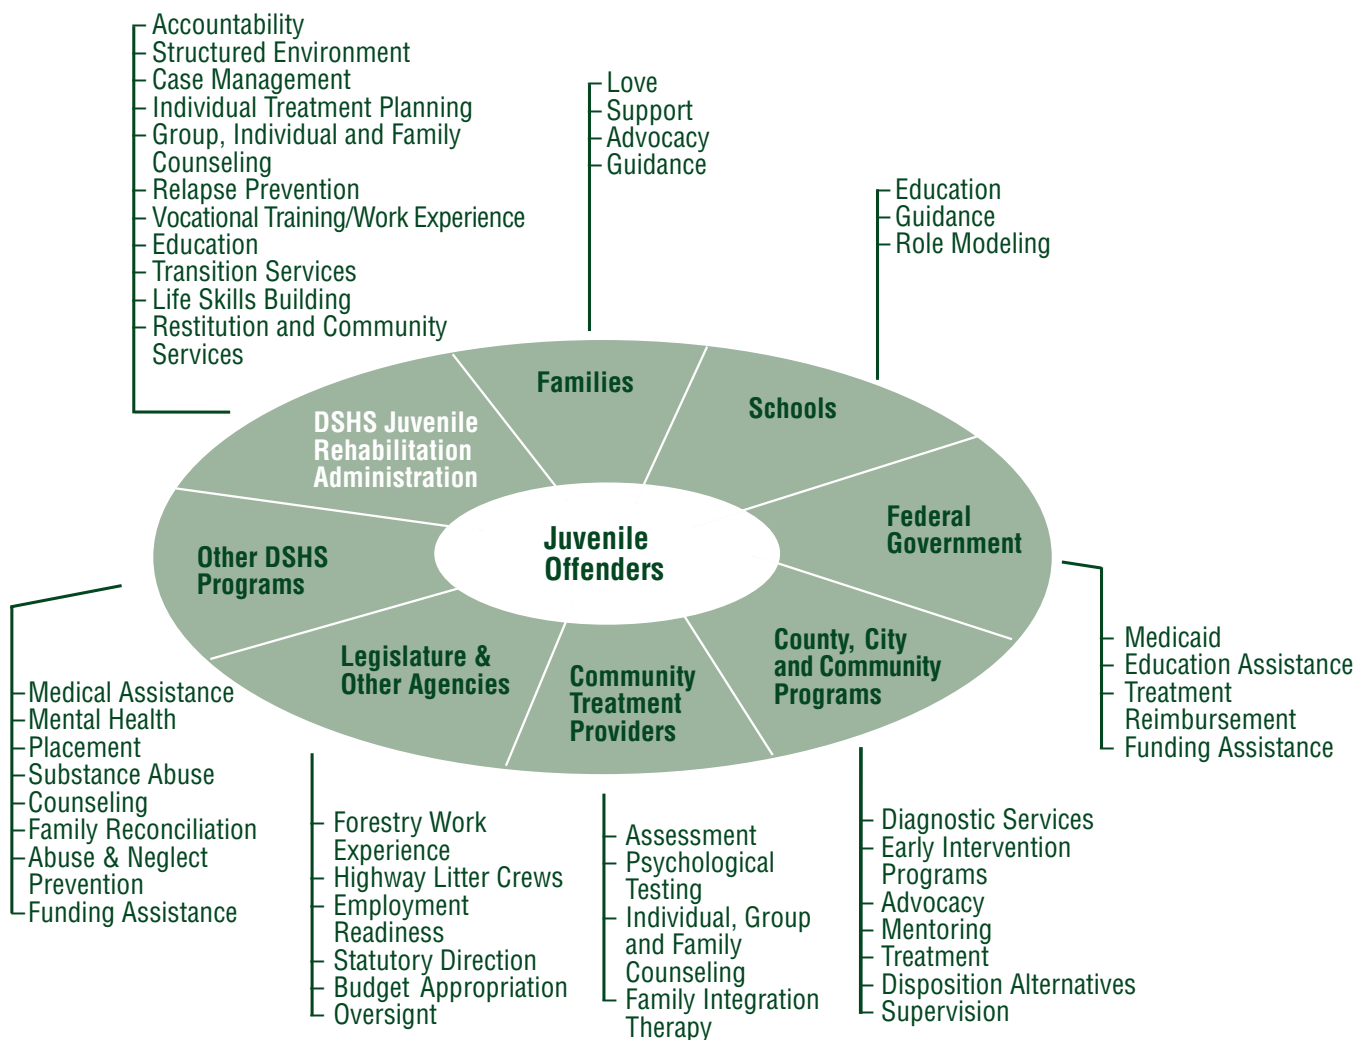 Accountability
Structured Environment
Case Management
Individual Treatment Planning
Group, Individual and Family
Counseling
Relapse Prevention
Vocational Training/Work Experience
Education
Transition Services
Life Skills Building
Restitution and Community
Services
Love
Support
Advocacy
Guidance
Education
Guidance
Role Modeling
DSHS Juvenile
Rehabilitation
Administration
Families
Schools
Federal
Government
Other DSHS
Programs
Juvenile
Offenders
Legislature &
Other Agencies
Community
Treatment
Providers
County, City
and Community
Programs
Medical Assistance
Mental Health
Placement
Substance Abuse
Counseling
Family Reconciliation
Abuse & Neglect
Prevention
Funding Assistance
Forestry Work
Experience
Highway Litter Crews
Employment
Readiness
Statutory Direction
Budget Appropriation
Oversignt
Assessment
Psychological
Testing
Individual, Group
and Family
Counseling
Family Integration
Therapy
Diagnostic Services
Early Intervention
Programs
Advocacy
Mentoring
Treatment
Disposition Alternatives
Supervision
Medicaid
Education Assistance
Treatment
Reimbursement
Funding Assistance